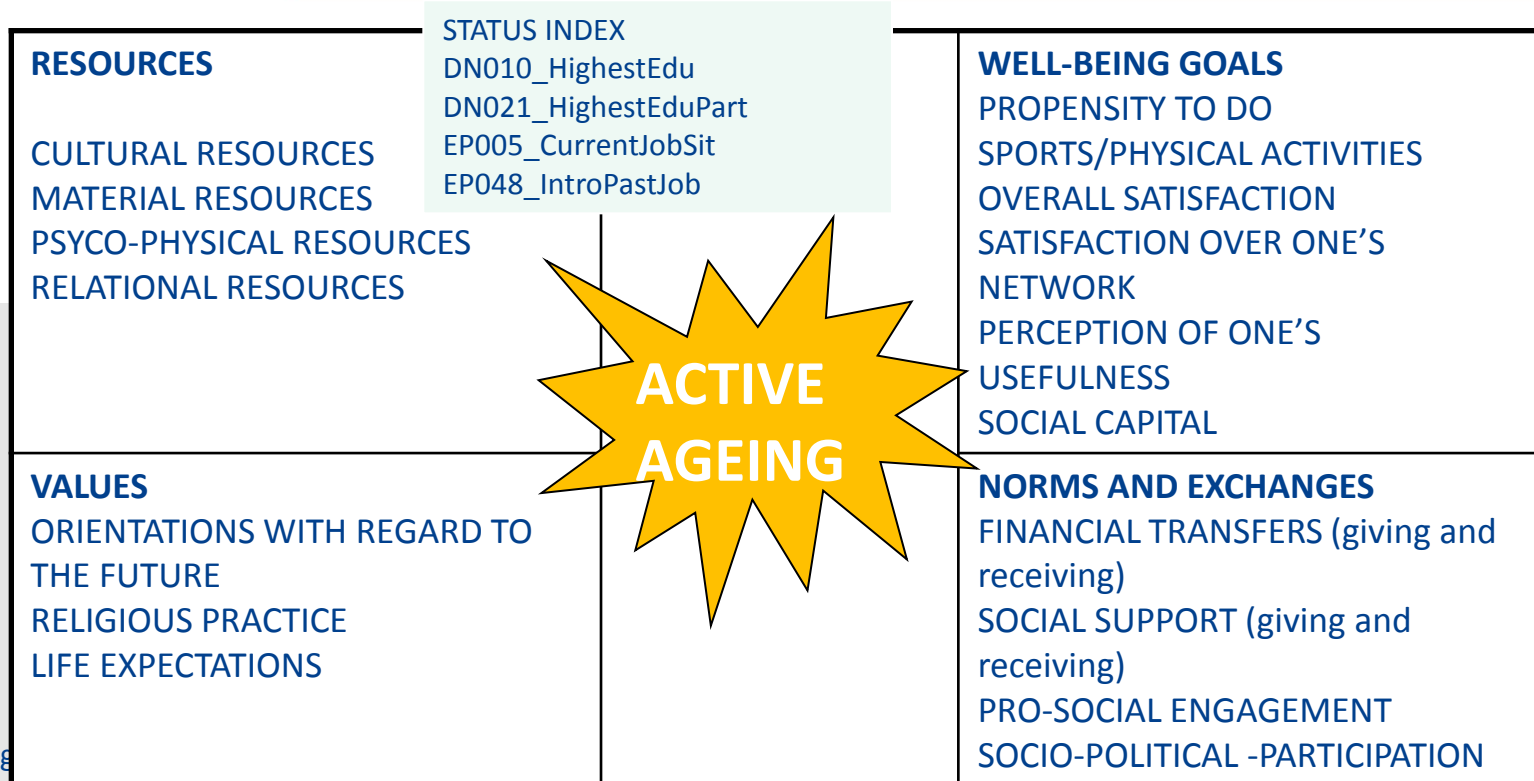 STATUS INDEX
DN010_HighestEdu
DN021_HighestEduPart
EP005_CurrentJobSit
EP048_IntroPastJob
RESOURCES
CULTURAL RESOURCES
MATERIAL RESOURCES
PSYCO-PHYSICAL RESOURCES
RELATIONAL RESOURCES
WELL-BEING GOALS
PROPENSITY TO DO
SPORTS/PHYSICAL ACTIVITIES
OVERALL SATISFACTION
SATISFACTION OVER ONE’S
NETWORK
PERCEPTION OF ONE’S
USEFULNESS
SOCIAL CAPITAL
ACTIVE
AGEING
VALUES
ORIENTATIONS WITH REGARD TO
THE FUTURE
RELIGIOUS PRACTICE
LIFE EXPECTATIONS
NORMS AND EXCHANGES
FINANCIAL TRANSFERS (giving and
receiving)
SOCIAL SUPPORT (giving and
receiving)
PRO-SOCIAL ENGAGEMENT
SOCIO-POLITICAL -PARTICIPATION